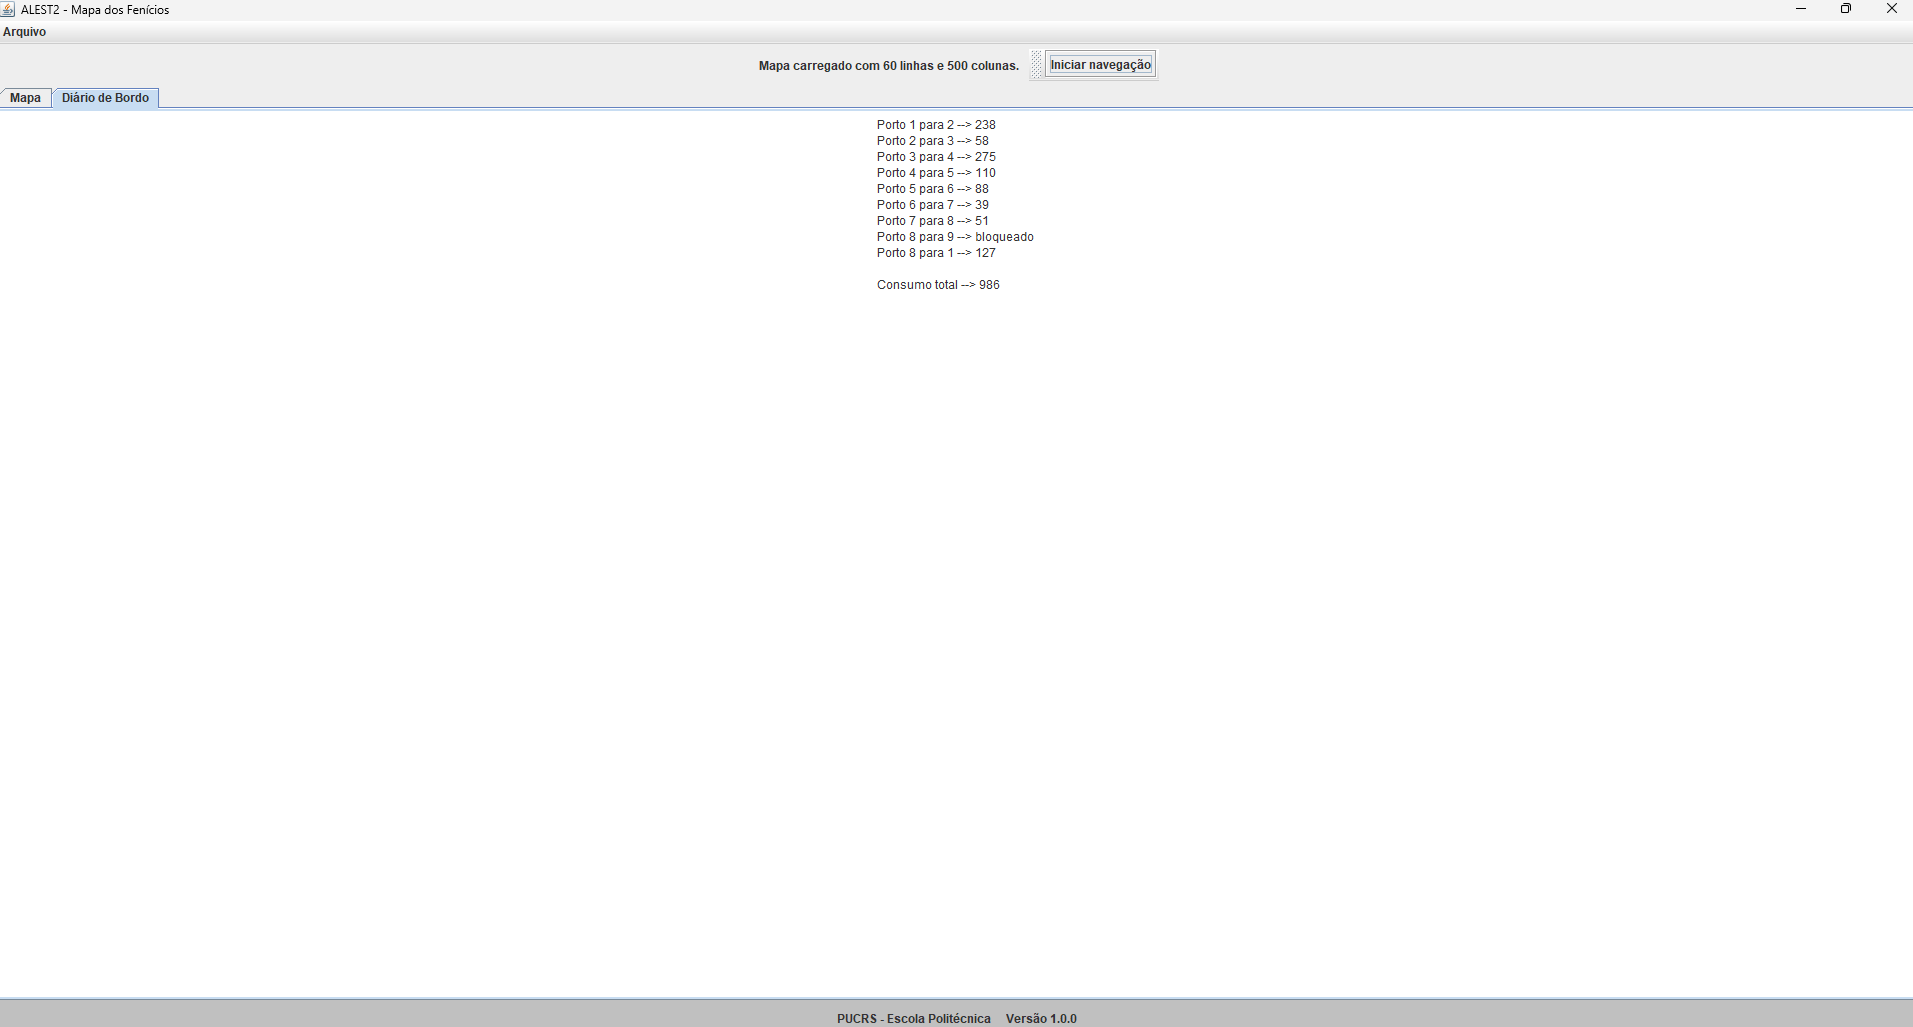 ALEST2 - Mapa dos Fenícios
Arquivo
Mapa carregado com 60 linhas e 500 colunas. Iniciar navegação
Mapa Diário de Bordo
Porto 1 para 2 --> 238
Porto 2 para 3 --> 58
Porto 3 para 4 --> 275
Porto 4 para 5 --> 110
Porto 5 para 6 --> 88
Porto 6 para 7 --> 39
Porto 7 para 8 --> 51
Porto 8 para 9 --> bloqueado
Porto 8 para 1 --> 127
Consumo total --> 986
PUCRS - Escola Politécnica Versão 1.0.0